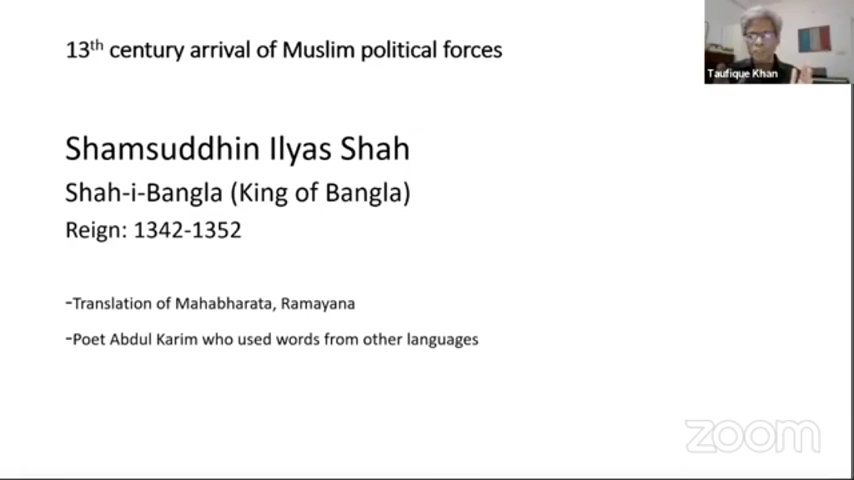 13th century arrival of Muslim political forces
Taufique Khan
Shamsuddhin Ilyas Shah
Shah-i-Bangla (King of Bangla)
Reign: 1342-1352
-Translation of Mahabharata, Ramayana
-Poet Abdul Karim who used words from other languages
zoom